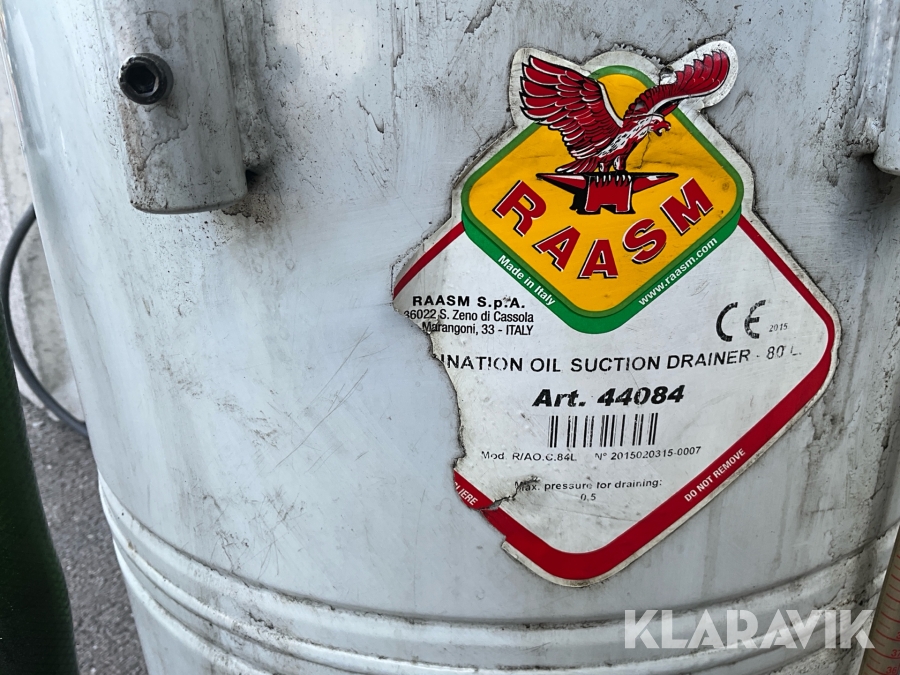 RAASM
Made in Italy
www.raasm.com
RAASM S.p.A.
36022 S. Zeno di Cassola
Marangoni, 33 - ITALY
CE 2015
INATION OIL SUCTION DRAINER - 80 L.
Art. 44084
Mod. R/AO.C.84L N° 2015020315-0007
Max. pressure for draining:
0,5
LIERE
DO NOT REMOVE
KLARAVIK